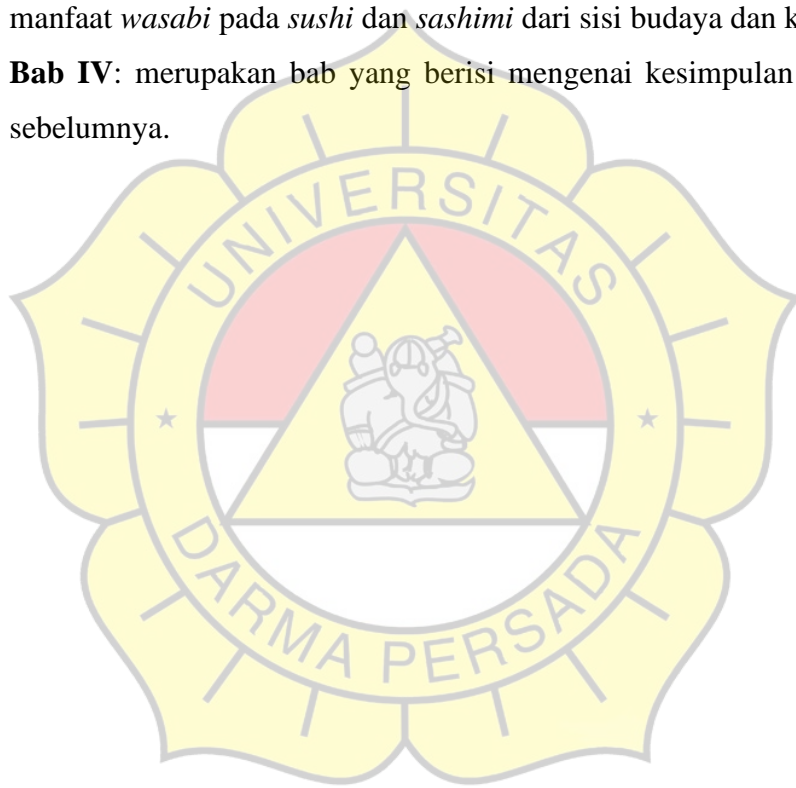 manfaat wasabi pada sushi dan sashimi dari sisi budaya dan
Bab IV: merupakan bab yang berisi mengenai kesimpulan
sebelumnya.
UNIVERSITAS
DARMA PERSADA